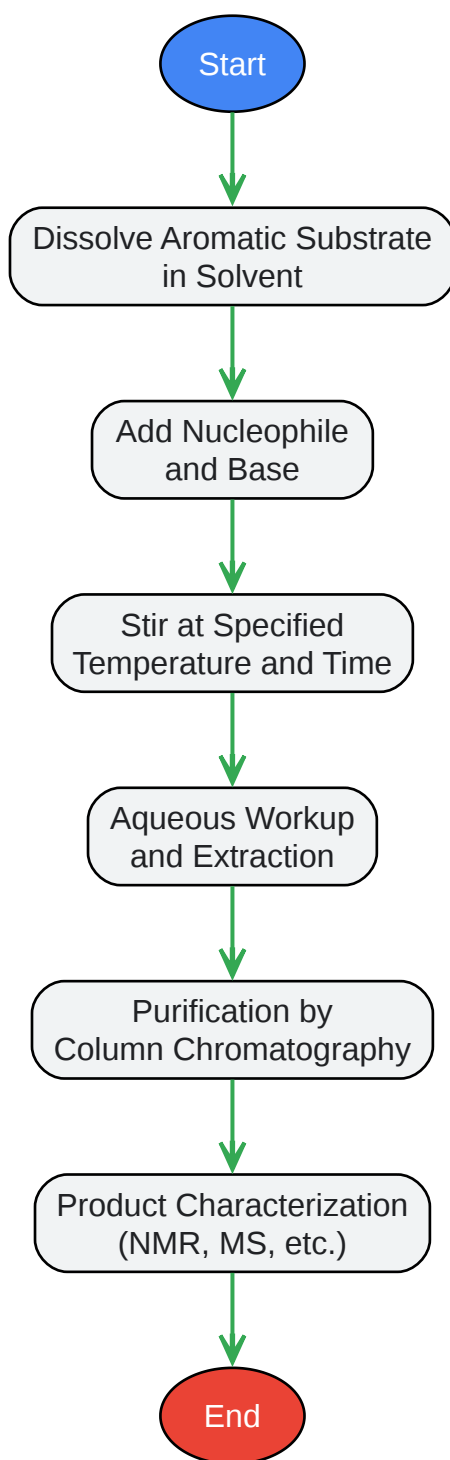 Start
Dissolve Aromatic Substrate
in Solvent
Add Nucleophile
and Base
Stir at Specified
Temperature and Time
Aqueous Workup
and Extraction
Purification by
Column Chromatography
Product Characterization
(NMR, MS, etc.)
End